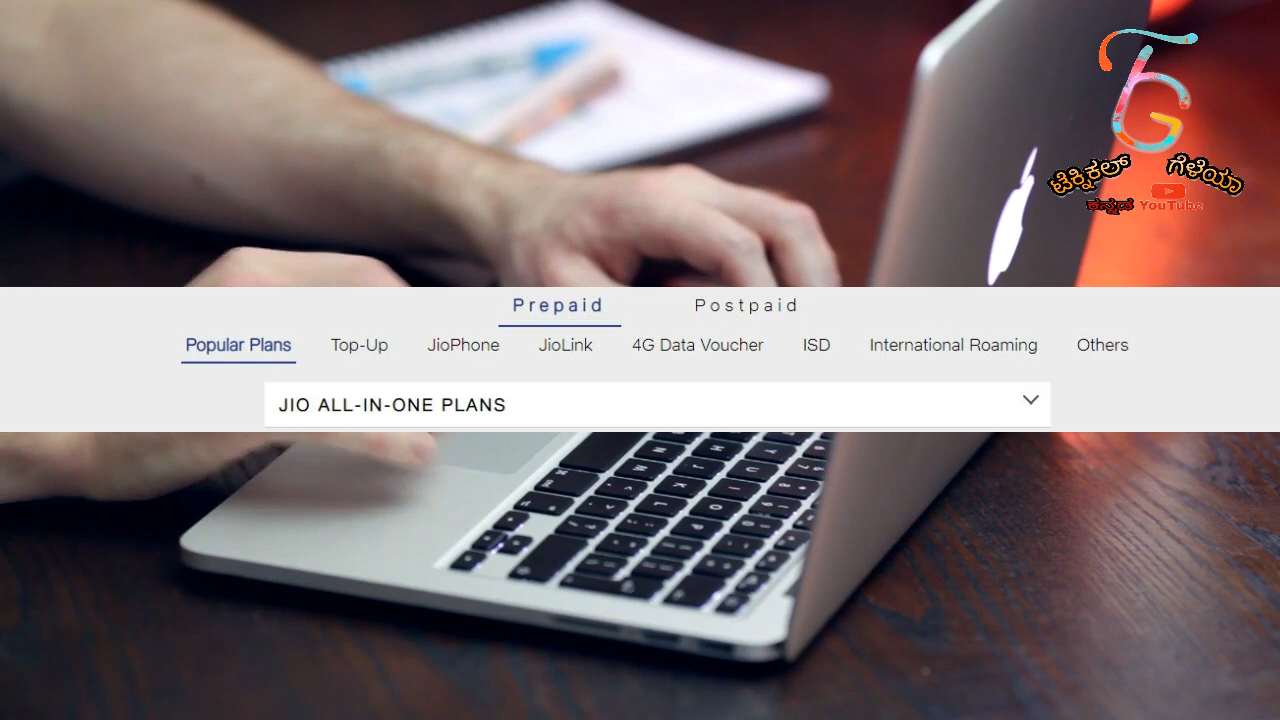 ಟೆಕ್ನಿಕಲ್ ಗೆಳೆಯಾ
ಕನ್ನಡ YouTube
Prepaid Postpaid
Popular Plans Top-Up JioPhone JioLink 4G Data Voucher ISD International Roaming Others
JIO ALL-IN-ONE PLANS